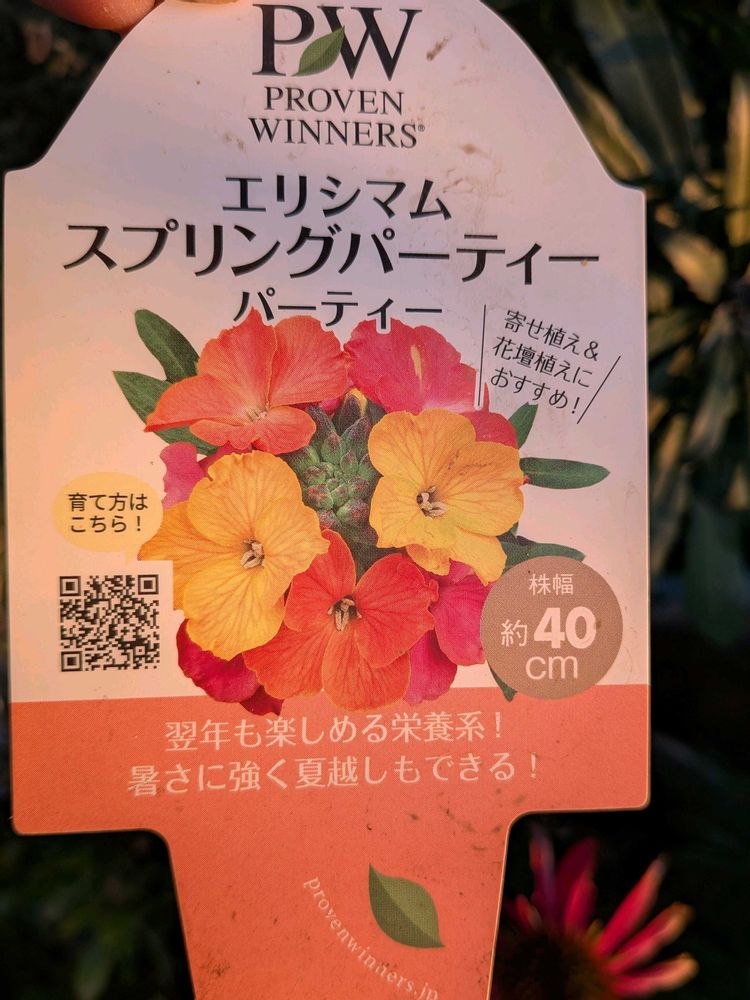 PW
PROVEN
WINNERS®
エリシマム
スプリングパーティー
パーティー
寄せ植え&
花壇植えに
おすすめ!
育て方は
こちら!
株幅
約40
cm
翌年も楽しめる栄養系!
暑さに強く夏越しもできる!
provenwinners.jp